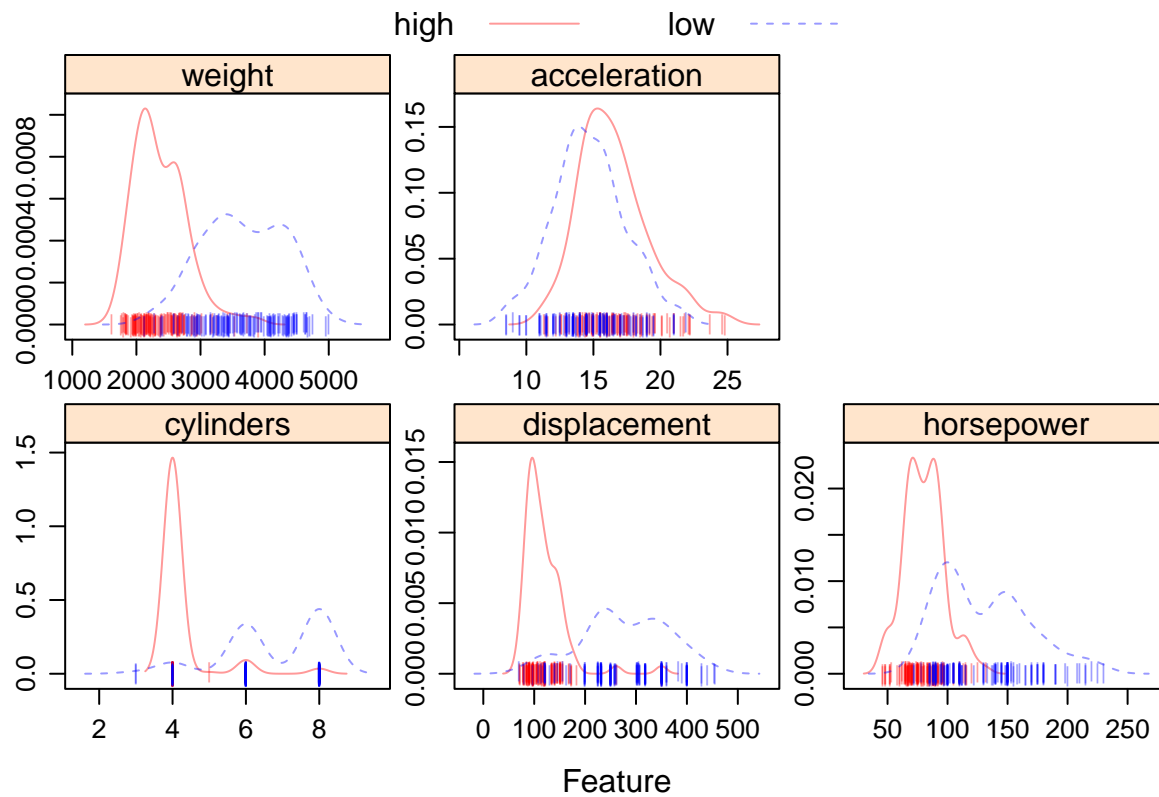 high low
weight acceleration
0.0000 0.0004 0.0008
1000 2000 3000 4000 5000
0.00 0.05 0.10 0.15
10 15 20 25
cylinders displacement horsepower
0.0 0.5 1.0 1.5
2 4 6 8
0.000 0.005 0.010 0.015
0 100 200 300 400 500
0.000 0.010 0.020
50 100 150 200 250
Feature